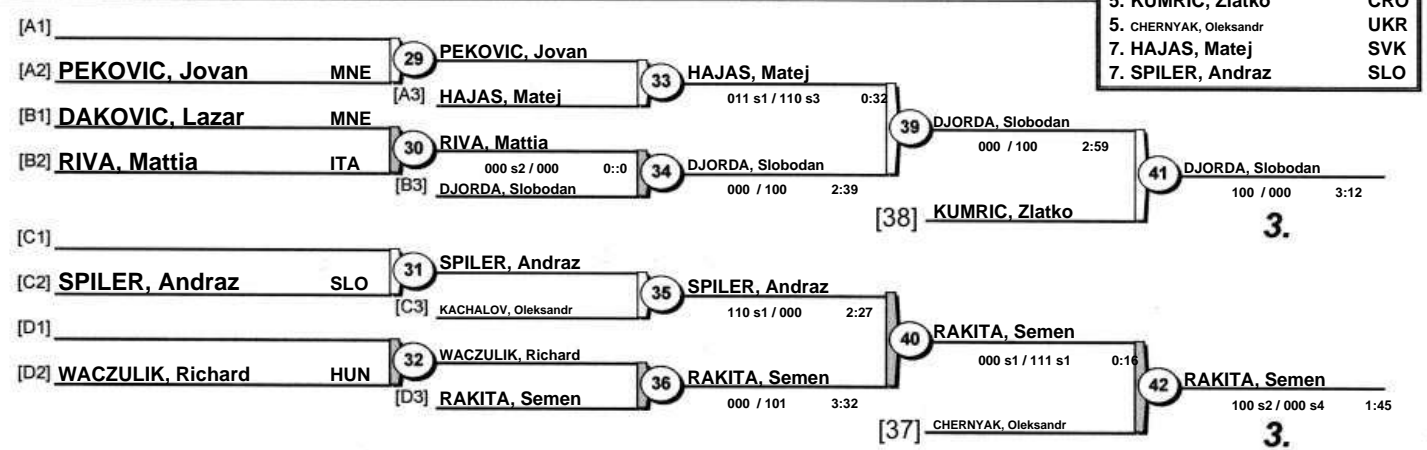 5. KUMRIC, Zlatko CRO
5. CHERNYAK, Oleksandr UKR
7. HAJAS, Matej SVK
7. SPILER, Andraz SLO
[A1]
29 PEKOVIC, Jovan
[A2] PEKOVIC, Jovan MNE
33 HAJAS, Matej
[A3] HAJAS, Matej
011 s1 / 110 s3 0:32
[B1] DAKOVIC, Lazar MNE
39 DJORDA, Slobodan
30 RIVA, Mattia
000 / 100 2:59
[B2] RIVA, Mattia ITA
000 s2 / 000 0::0
34 DJORDA, Slobodan
41 DJORDA, Slobodan
[B3] DJORDA, Slobodan
000 / 100 2:39
100 / 000 3:12
[38] KUMRIC, Zlatko
3.
[C1]
31 SPILER, Andraz
[C2] SPILER, Andraz SLO
35 SPILER, Andraz
[C3] KACHALOV, Oleksandr
110 s1 / 000 2:27
[D1]
40 RAKITA, Semen
32 WACZULIK, Richard
000 s1 / 111 s1 0:16
[D2] WACZULIK, Richard HUN
36 RAKITA, Semen
42 RAKITA, Semen
[D3] RAKITA, Semen
000 / 101 3:32
100 s2 / 000 s4 1:45
[37] CHERNYAK, Oleksandr
3.